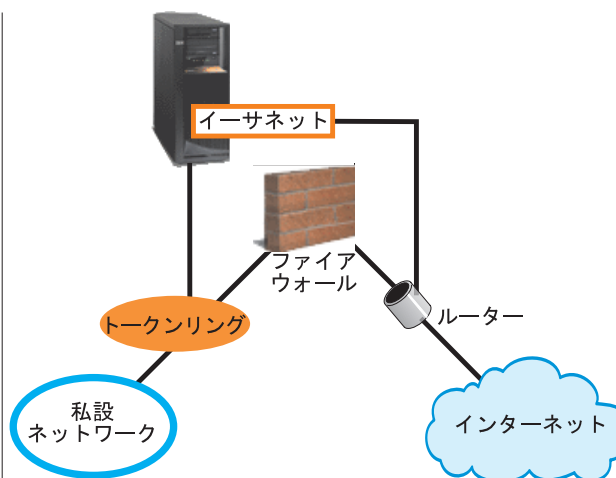 イーサネット
ファイア
ウォール
トークンリング
ルーター
私設
ネットワーク
インターネット